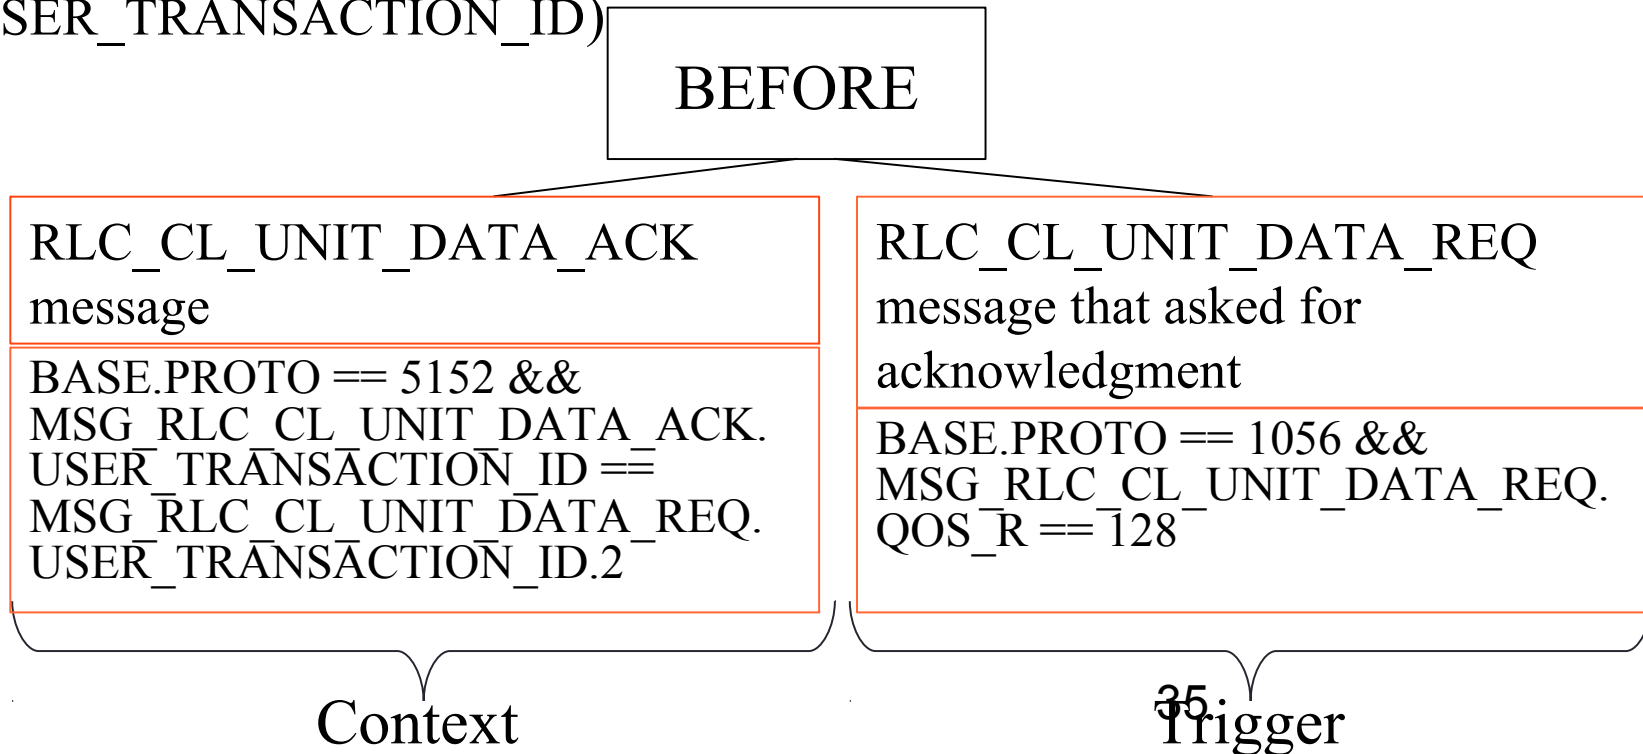 SER_TRANSACTION_ID)
BEFORE
RLC_CL_UNIT_DATA_ACK
message
BASE.PROTO == 5152 &&
MSG_RLC_CL_UNIT_DATA_ACK.
USER_TRANSACTION_ID ==
MSG_RLC_CL_UNIT_DATA_REQ.
USER_TRANSACTION_ID.2
RLC_CL_UNIT_DATA_REQ
message that asked for
acknowledgment
BASE.PROTO == 1056 &&
MSG_RLC_CL_UNIT_DATA_REQ.
QOS_R == 128
Context
Trigger
35